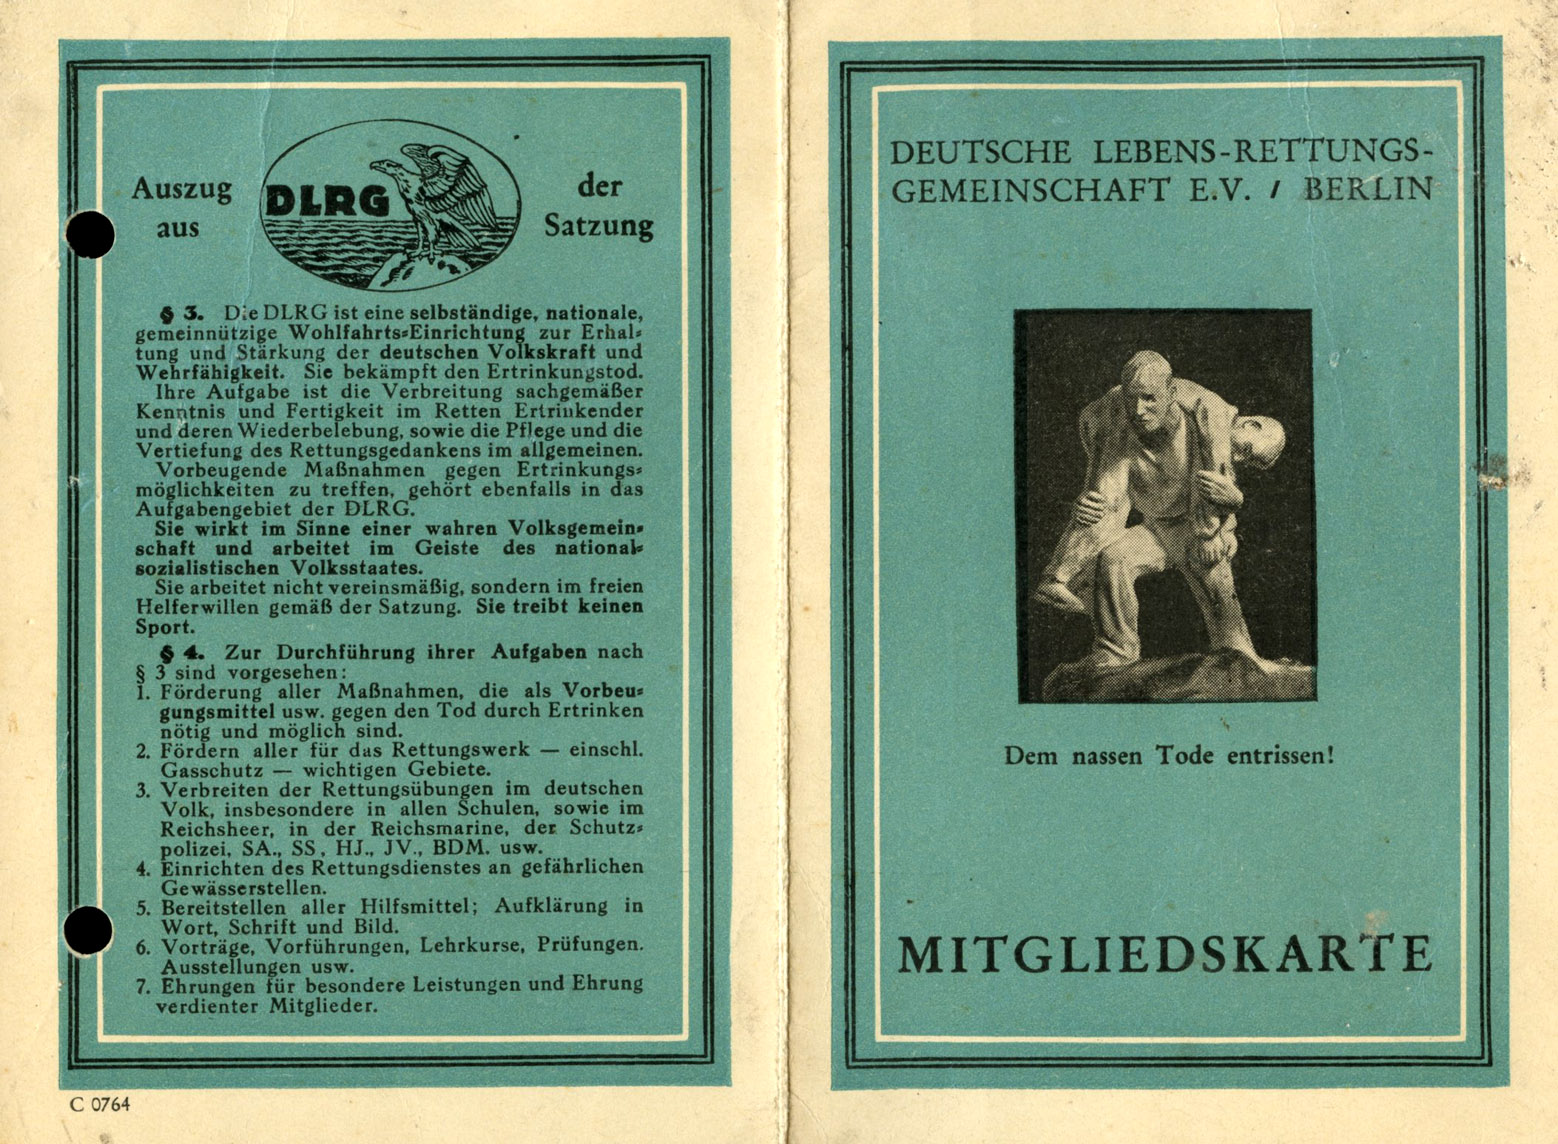 Auszug
aus
DLRG
der
Satzung
§ 3. Die DLRG ist eine selbständige, nationale,
gemeinnützige Wohlfahrts=Einrichtung zur Erhal=
tung und Stärkung der deutschen Volkskraft und
Wehrfähigkeit. Sie bekämpft den Ertrinkungstod.
Ihre Aufgabe ist die Verbreitung sachgemäßer
Kenntnis und Fertigkeit im Retten Ertrinkender
und deren Wiederbelebung, sowie die Pflege und die
Vertiefung des Rettungsgedankens im allgemeinen.
Vorbeugende Maßnahmen gegen Ertrinkungs=
möglichkeiten zu treffen, gehört ebenfalls in das
Aufgabengebiet der DLRG.
Sie wirkt im Sinne einer wahren Volksgemein=
schaft und arbeitet im Geiste des national=
sozialistischen Volksstaates.
Sie arbeitet nicht vereinsmäßig, sondern im freien
Helferwillen gemäß der Satzung. Sie treibt keinen
Sport.
§ 4. Zur Durchführung ihrer Aufgaben nach
§ 3 sind vorgesehen:
1. Förderung aller Maßnahmen, die als Vorbeu=
gungsmittel usw. gegen den Tod durch Ertrinken
nötig und möglich sind.
2. Fördern aller für das Rettungswerk — einschl.
Gasschutz — wichtigen Gebiete.
3. Verbreiten der Rettungsübungen im deutschen
Volk, insbesondere in allen Schulen, sowie im
Reichsheer, in der Reichsmarine, der Schutz=
polizei, SA., SS, HJ., JV., BDM. usw.
4. Einrichten des Rettungsdienstes an gefährlichen
Gewässerstellen.
5. Bereitstellen aller Hilfsmittel; Aufklärung in
Wort, Schrift und Bild.
6. Vorträge, Vorführungen, Lehrkurse, Prüfungen.
Ausstellungen usw.
7. Ehrungen für besondere Leistungen und Ehrung
verdienter Mitglieder.
C 0764
DEUTSCHE LEBENS-RETTUNGS-
GEMEINSCHAFT E.V. / BERLIN
Dem nassen Tode entrissen!
MITGLIEDSKARTE